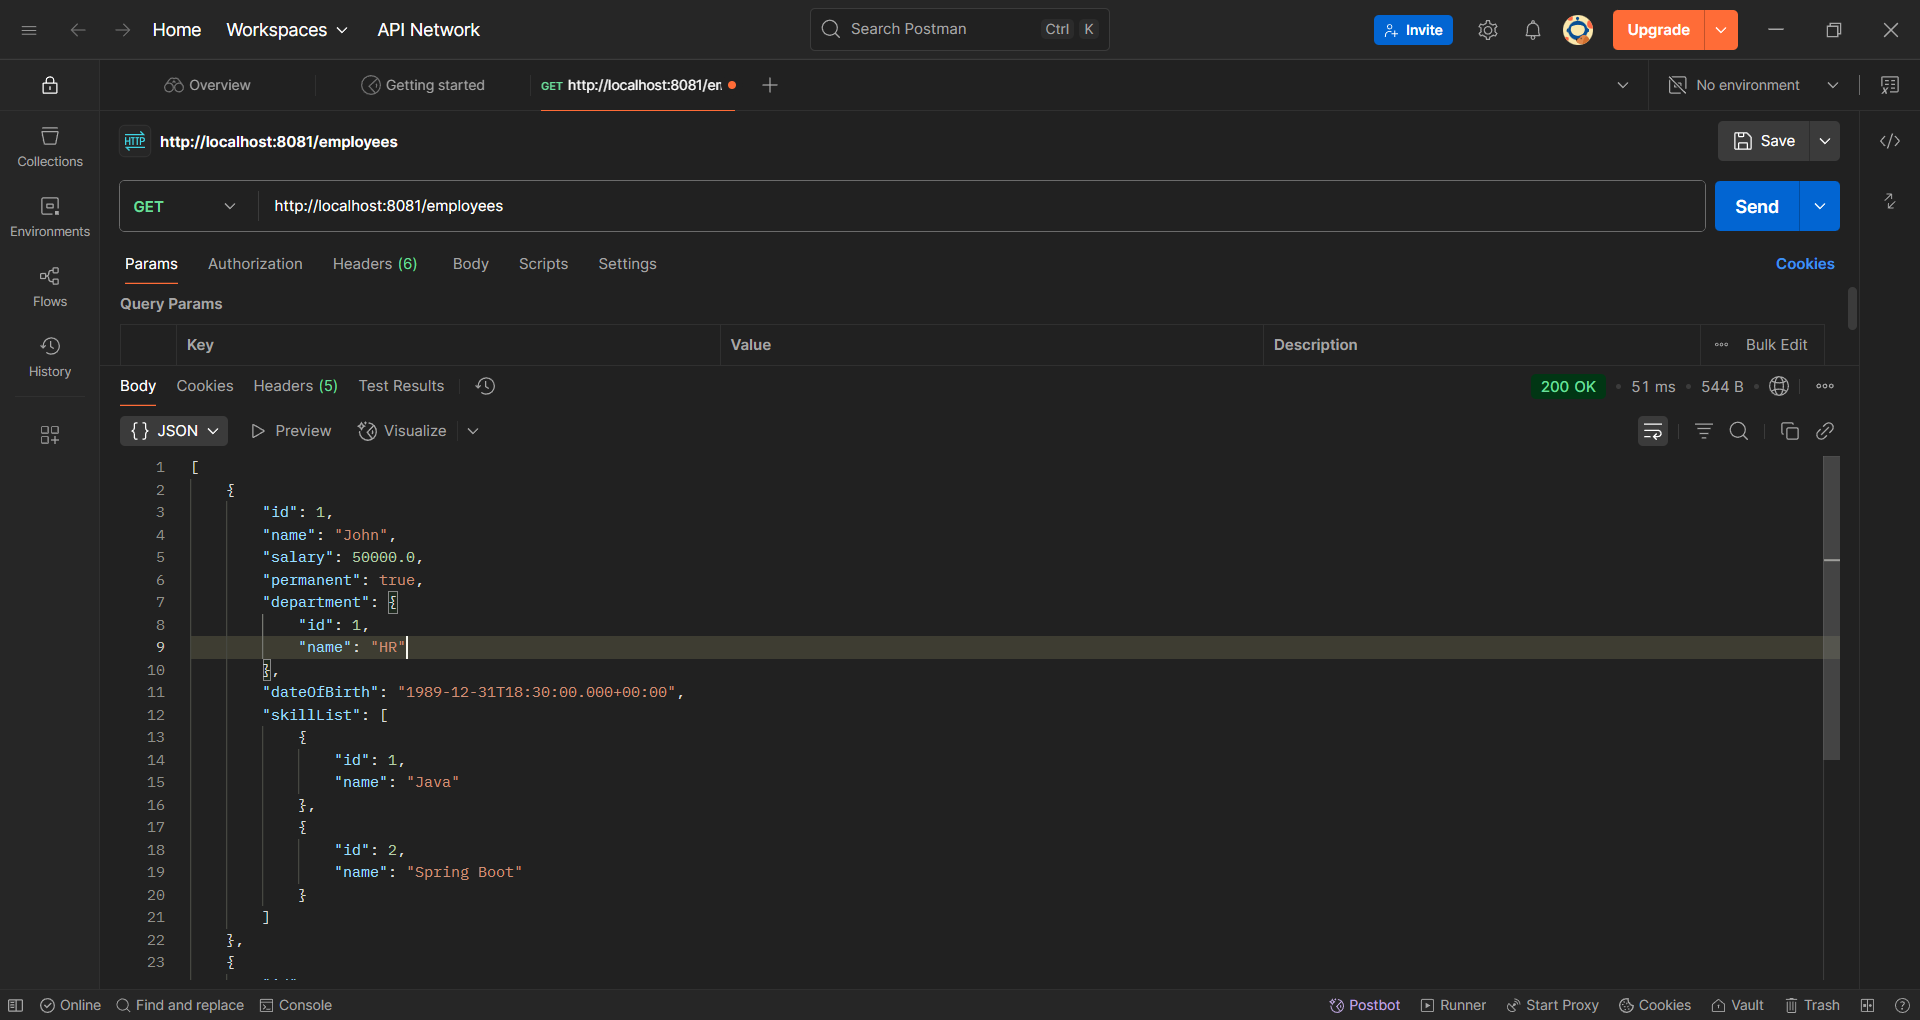 Home Workspaces API Network Search Postman Ctrl K Invite Upgrade
Overview Getting started GET http://localhost:8081/er No environment
HTTP http://localhost:8081/employees Save
Collections
Environments
Flows
History
GET http://localhost:8081/employees Send
Params Authorization Headers (6) Body Scripts Settings Cookies
Query Params
Key Value Description Bulk Edit
Body Cookies Headers (5) Test Results 200 OK 51 ms 544 B
{} JSON Preview Visualize
1 [
2 {
3 "id": 1,
4 "name": "John",
5 "salary": 50000.0,
6 "permanent": true,
7 "department": {
8 "id": 1,
9 "name": "HR"
10 },
11 "dateOfBirth": "1989-12-31T18:30:00.000+00:00",
12 "skillList": [
13 {
14 "id": 1,
15 "name": "Java"
16 },
17 {
18 "id": 2,
19 "name": "Spring Boot"
20 }
21 ]
22 },
23 {
Online Find and replace Console Postbot Runner Start Proxy Cookies Vault Trash